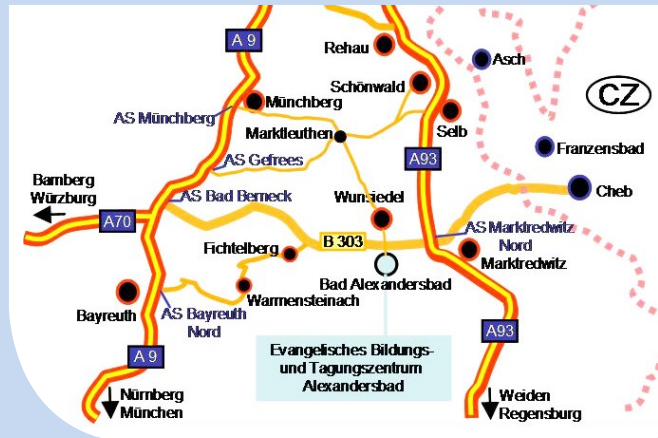 A 9
Rehau
Asch
Schönwald
CZ
Münchberg
AS Münchberg
Marktleuthen
Selb
A93
Franzensbad
AS Gefrees
Bamberg
Würzburg
AS Bad Berneck
Wunsiedel
Cheb
A70
B 303
AS Marktredwitz
Nord
Fichtelberg
Marktredwitz
Bad Alexandersbad
Warmensteinach
AS Bayreuth
Nord
Bayreuth
A93
A 9
Evangelisches Bildungs-
und Tagungszentrum
Alexandersbad
Nürnberg
München
Weiden
Regensburg